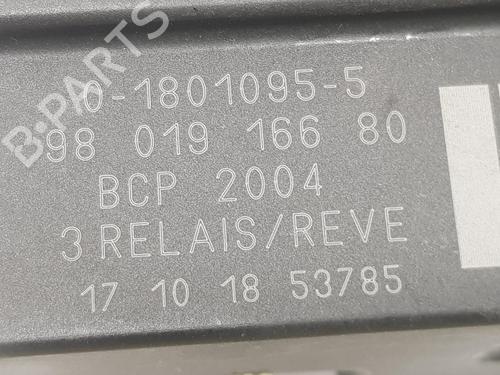 0-1801095-5
98 019 166 80
BCP 2004
3 RELAIS/REVE
17 10 18 53785
B-PARTS